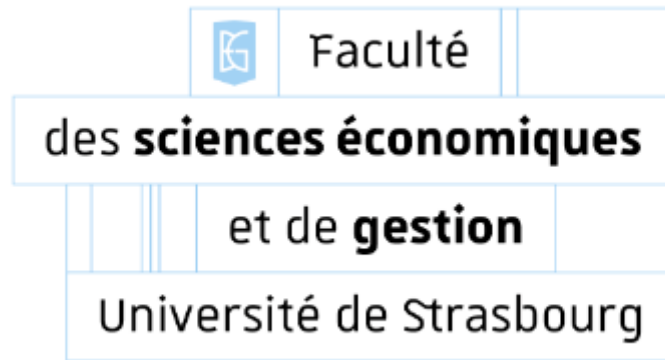 Faculté
des sciences économiques
et de gestion
Université de Strasbourg